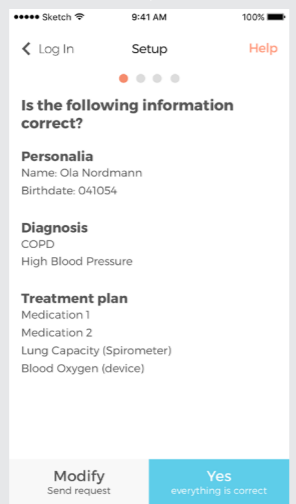 Sketch 9:41 AM 100%
Log In Setup Help
Is the following information
correct?
Personalia
Name: Ola Nordmann
Birthdate: 041054
Diagnosis
COPD
High Blood Pressure
Treatment plan
Medication 1
Medication 2
Lung Capacity (Spirometer)
Blood Oxygen (device)
Modify
Send request
Yes
everything is correct